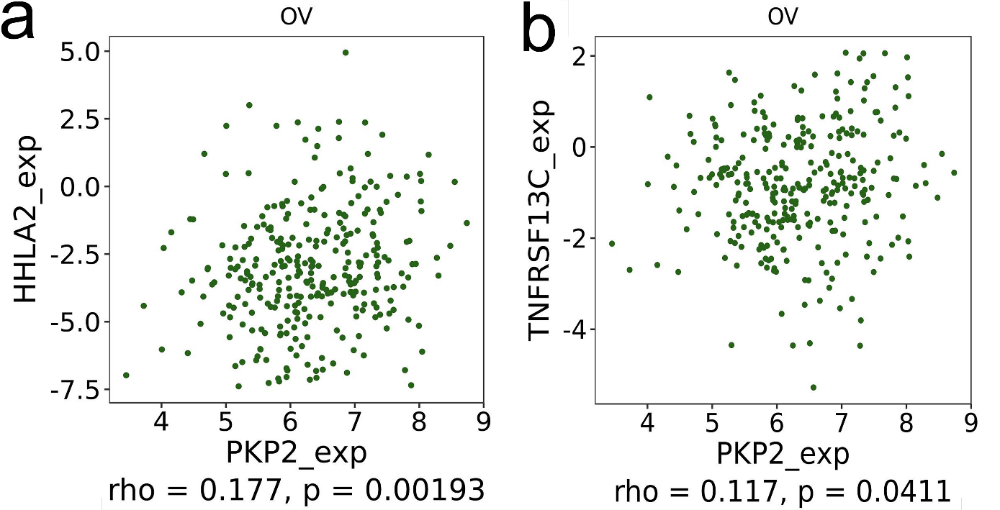 a
OV
HHLA2_exp
5.0
2.5
0.0
-2.5
-5.0
-7.5
4 5 6 7 8 9
PKP2_exp
rho = 0.177, p = 0.00193
b
OV
TNFRSF13C_exp
2
0
-2
-4
4 5 6 7 8 9
PKP2_exp
rho = 0.117, p = 0.0411